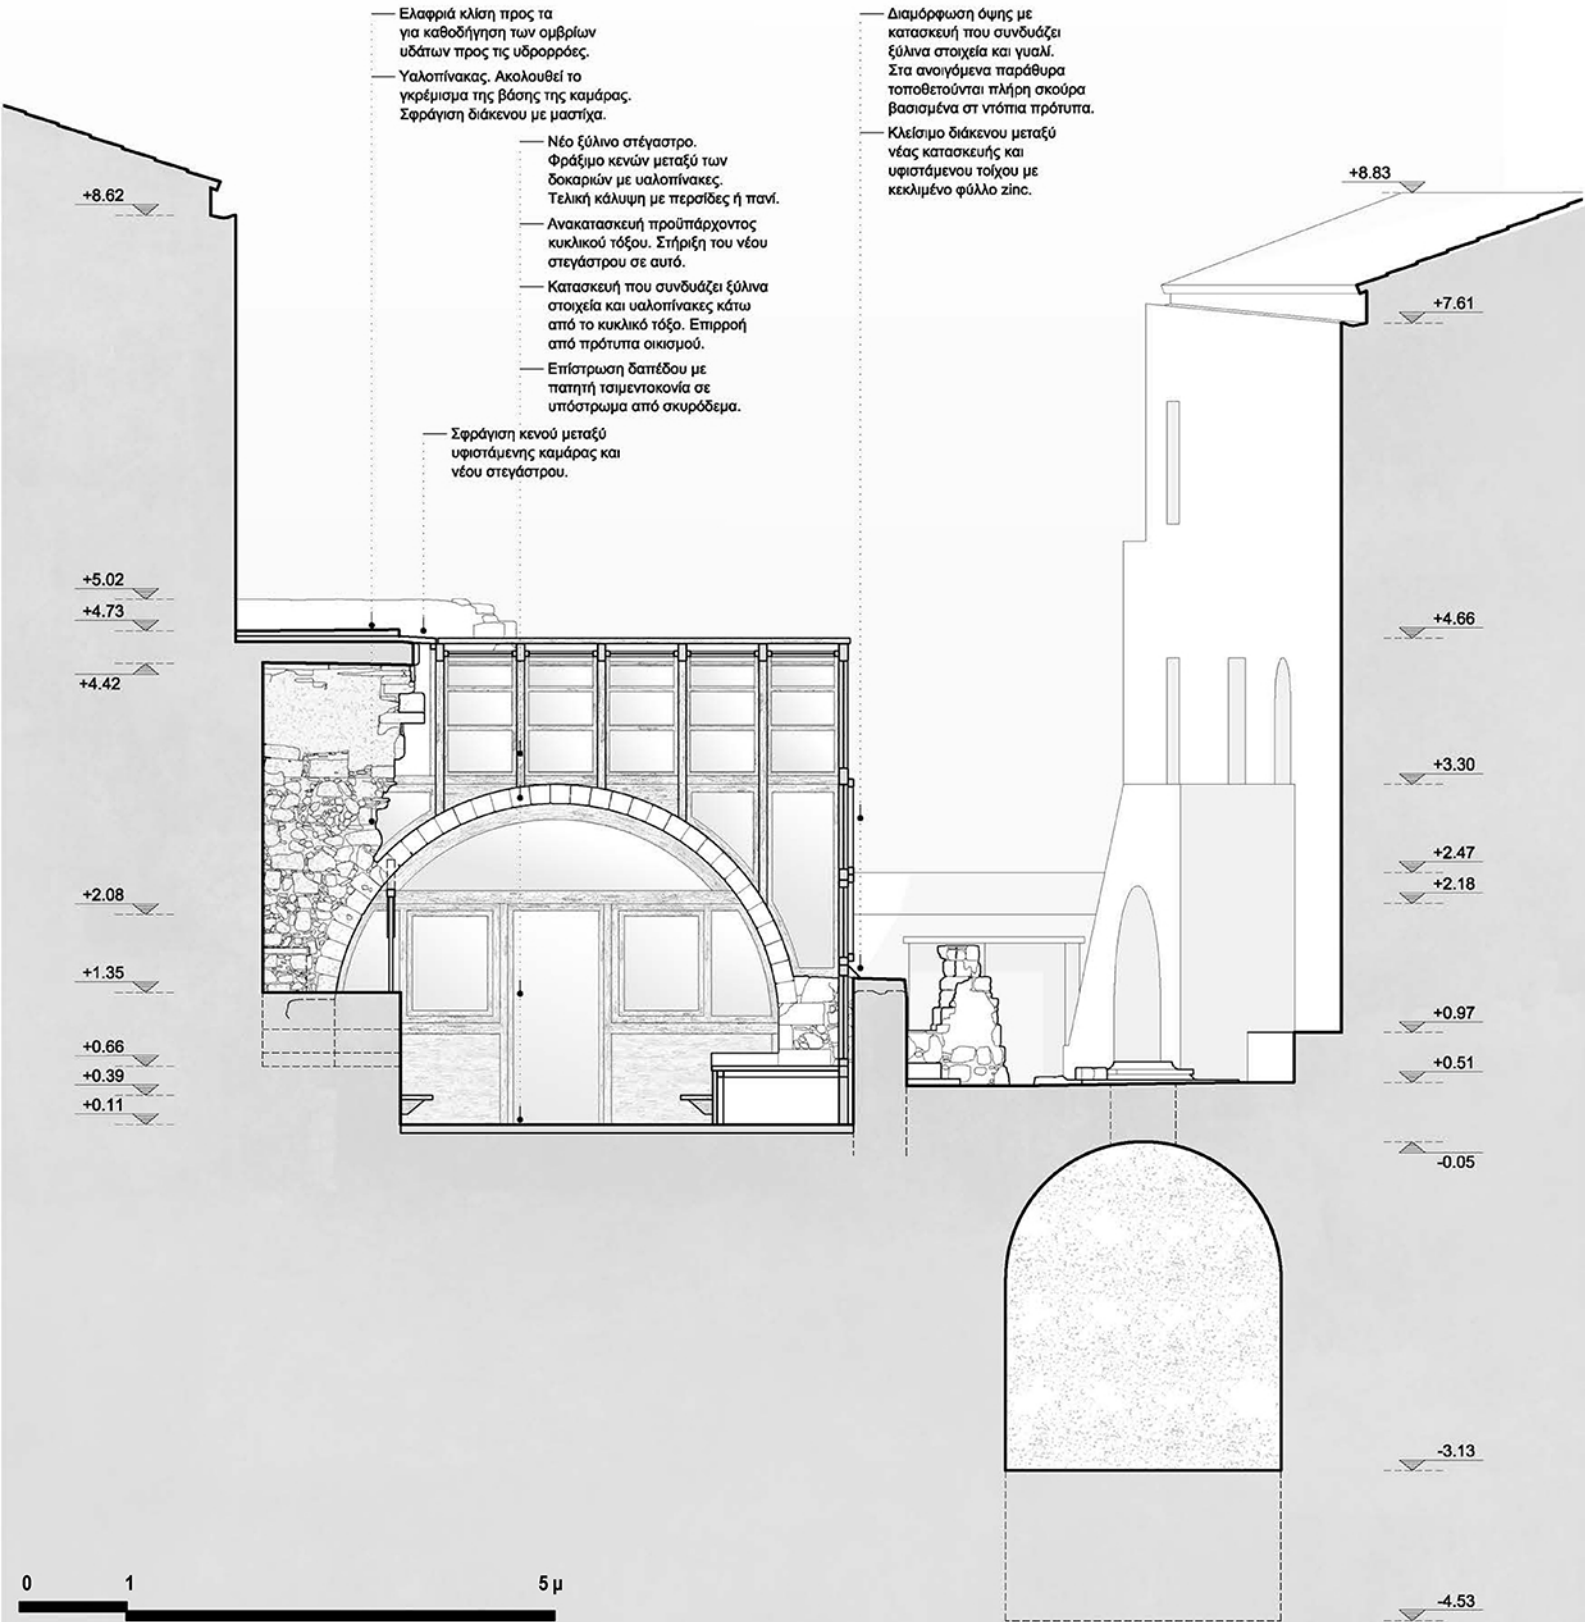 Ελαφριά κλίση προς τα
για καθοδήγηση των ομβρίων
υδάτων προς τις υδρορρόες.
Υαλοπίνακας. Ακολουθεί το
γκρέμισμα της βάσης της καμάρας.
Σφράγιση διάκενου με μαστίχα.
Νέο ξύλινο στέγαστρο.
Φράξιμο κενών μεταξύ των
δοκαριών με υαλοπίνακες.
Τελική κάλυψη με περσίδες ή πανί.
Ανακατασκευή προϋπάρχοντος
κυκλικού τόξου. Στήριξη του νέου
στεγάστρου σε αυτό.
Κατασκευή που συνδυάζει ξύλινα
στοιχεία και υαλοπίνακες κάτω
από το κυκλικό τόξο. Επιρροή
από πρότυπα οικισμού.
Επίστρωση δαπέδου με
πατητή τσιμεντοκονία σε
υπόστρωμα από σκυρόδεμα.
Σφράγιση κενού μεταξύ
υφιστάμενης καμάρας και
νέου στεγάστρου.
Διαμόρφωση όψης με
κατασκευή που συνδυάζει
ξύλινα στοιχεία και γυαλί.
Στα ανοιγόμενα παράθυρα
τοποθετούνται πλήρη σκούρα
βασισμένα στ ντόπια πρότυπα.
Κλείσιμο διάκενου μεταξύ
νέας κατασκευής και
υφιστάμενου τοίχου με
κεκλιμένο φύλλο zinc.
+8.62
+5.02
+4.73
+4.42
+2.08
+1.35
+0.66
+0.39
+0.11
+8.83
+7.61
+4.66
+3.30
+2.47
+2.18
+0.97
+0.51
-0.05
-3.13
-4.53
0 1 5 μ